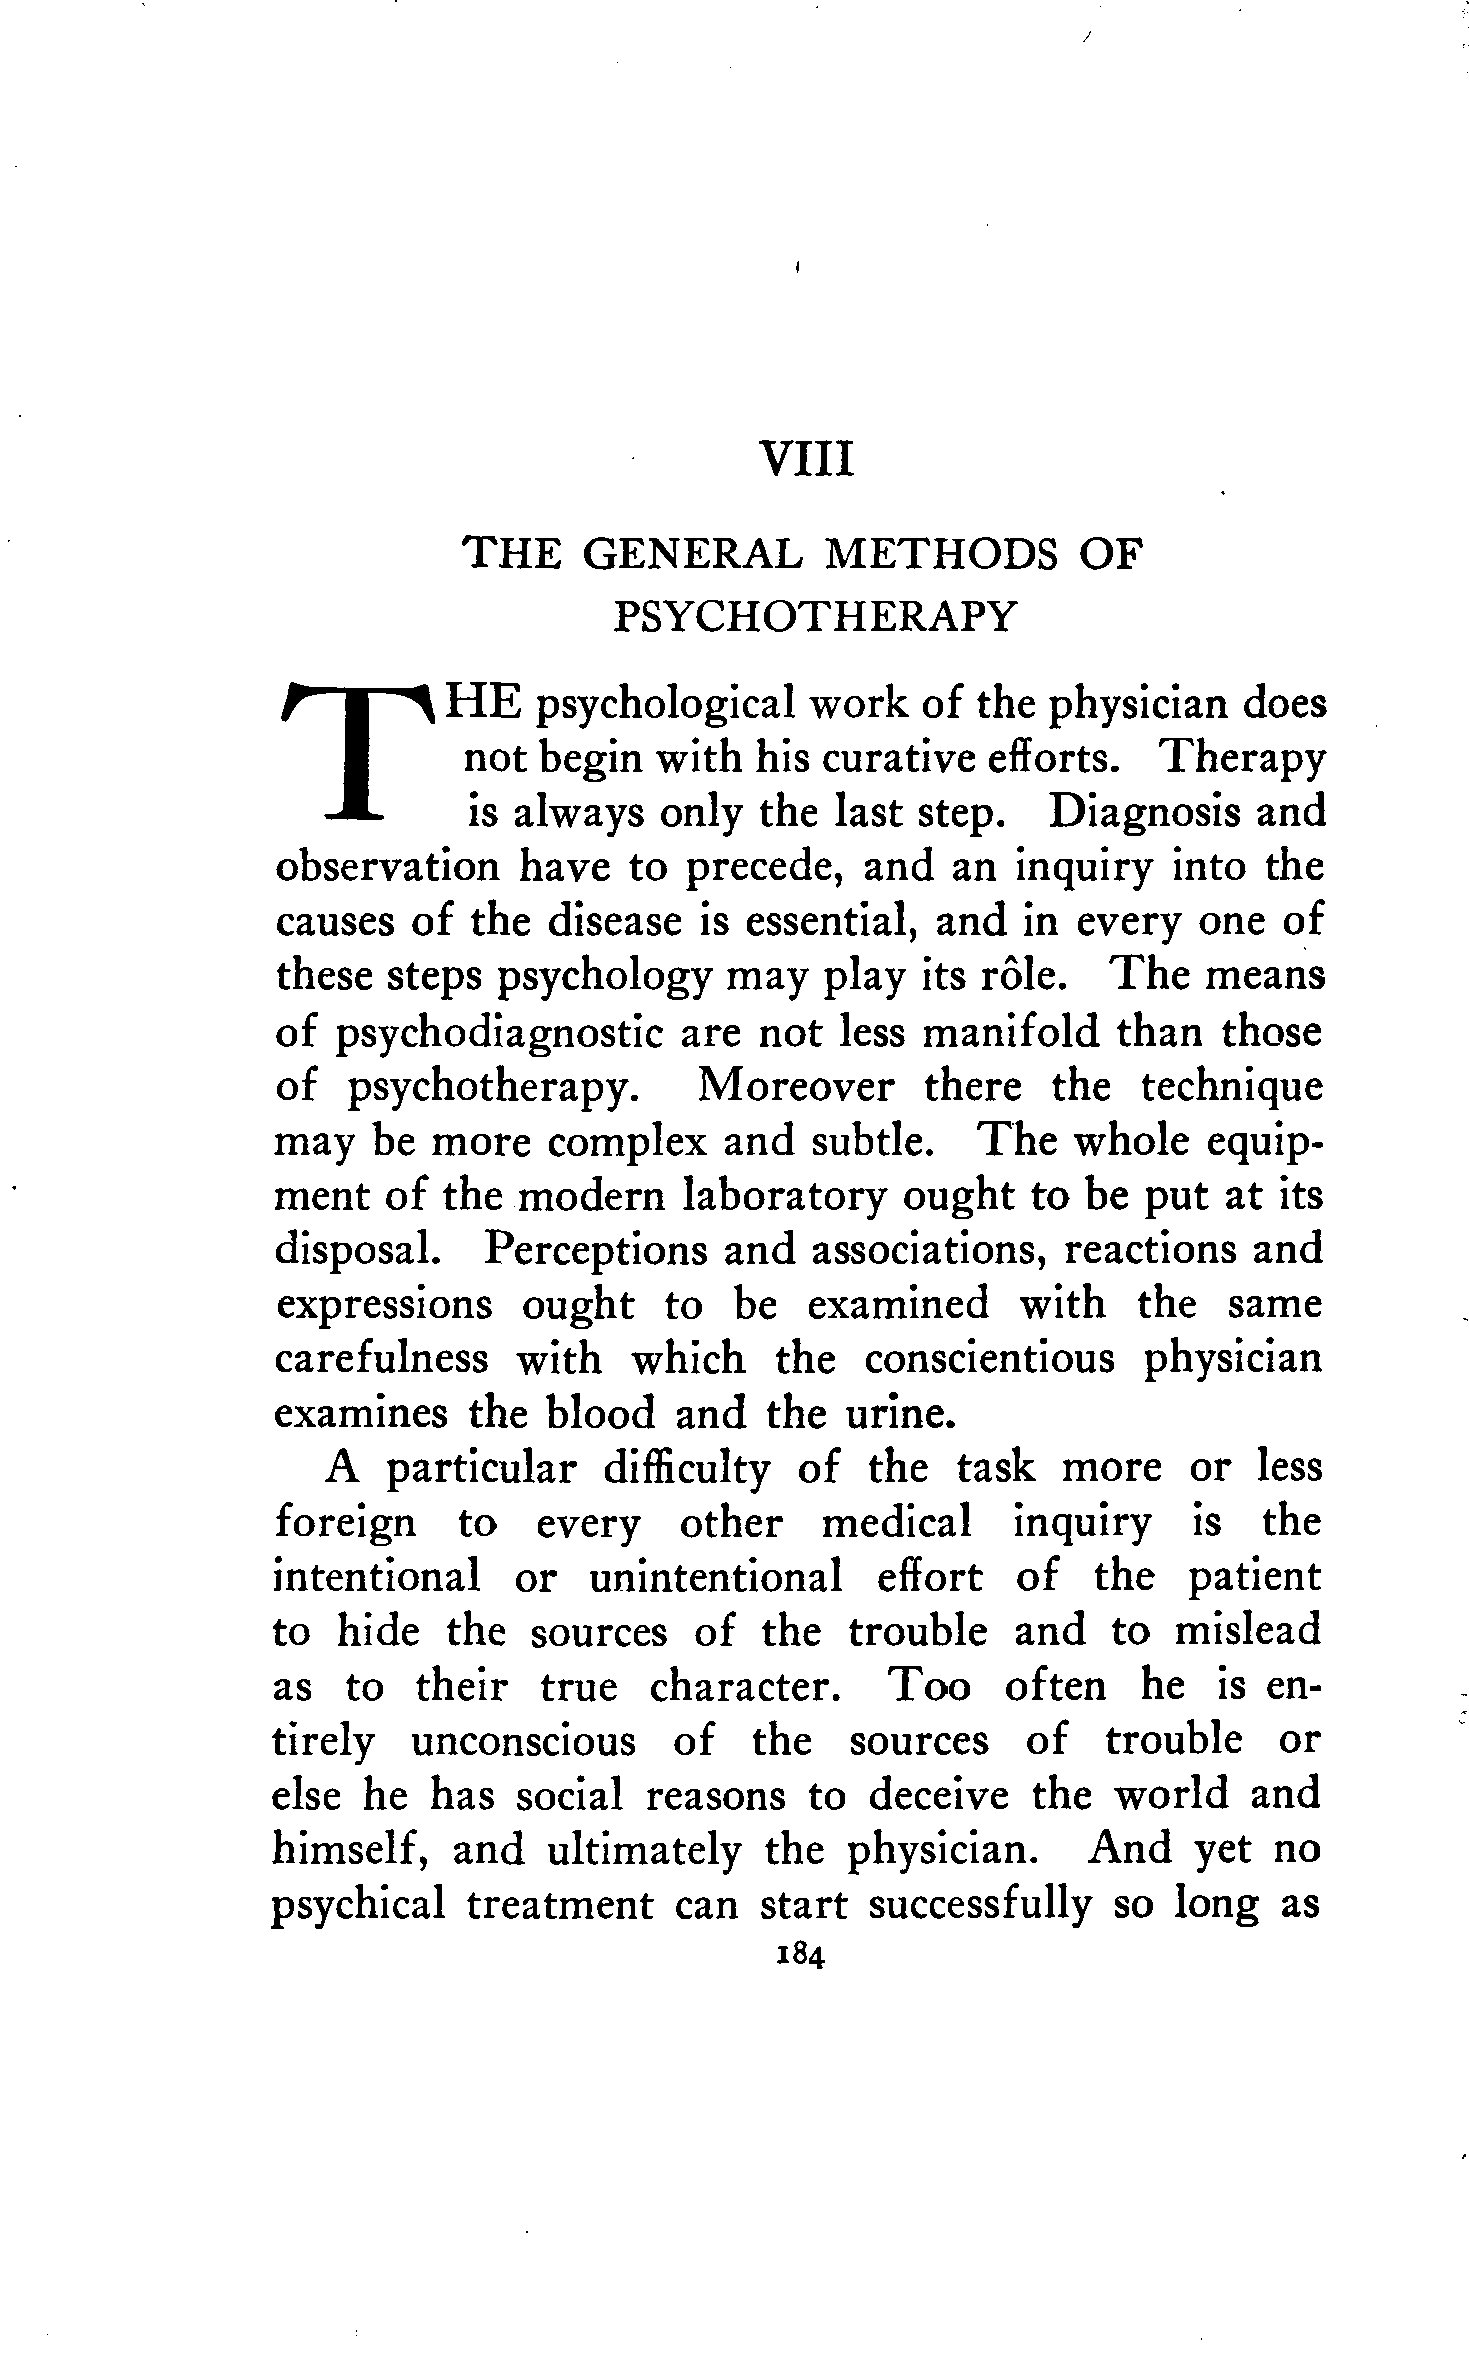 VIII
THE GENERAL METHODS OF
PSYCHOTHERAPY
THE psychological work of the physician does
not begin with his curative efforts. Therapy
is always only the last step. Diagnosis and
observation have to precede, and an inquiry into the
causes of the disease is essential, and in every one of
these steps psychology may play its rôle. The means
of psychodiagnostic are not less manifold than those
of psychotherapy. Moreover there the technique
may be more complex and subtle. The whole equip-
ment of the modern laboratory ought to be put at its
disposal. Perceptions and associations, reactions and
expressions ought to be examined with the same
carefulness with which the conscientious physician
examines the blood and the urine.
A particular difficulty of the task more or less
foreign to every other medical inquiry is the
intentional or unintentional effort of the patient
to hide the sources of the trouble and to mislead
as to their true character. Too often he is en-
tirely unconscious of the sources of trouble or
else he has social reasons to deceive the world and
himself, and ultimately the physician. And yet no
psychical treatment can start successfully so long as
184